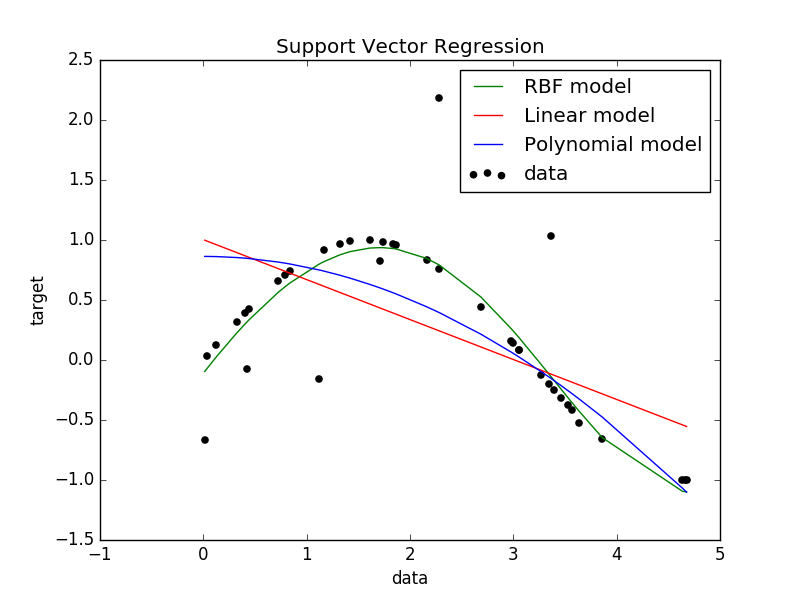 Support Vector Regression
RBF model
Linear model
Polynomial model
data
2.5
2.0
1.5
1.0
0.5
0.0
−0.5
−1.0
−1.5
target
−1
0
1
2
3
4
5
data